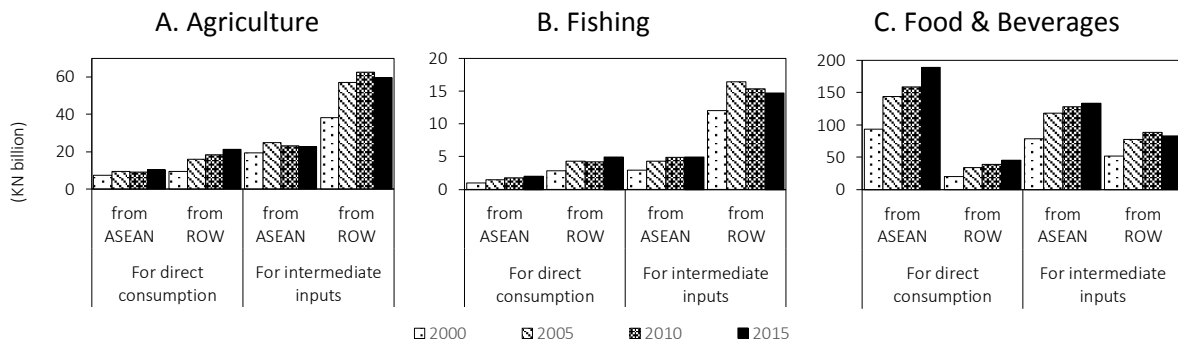 A. Agriculture
B. Fishing
C. Food & Beverages
(KN billion)
60
40
20
0
from ASEAN
from ROW
from ASEAN
from ROW
For direct consumption
For intermediate inputs
20
15
10
5
0
from ASEAN
from ROW
from ASEAN
from ROW
For direct consumption
For intermediate inputs
200
150
100
50
0
from ASEAN
from ROW
from ASEAN
from ROW
For direct consumption
For intermediate inputs
2000 2005 2010 2015